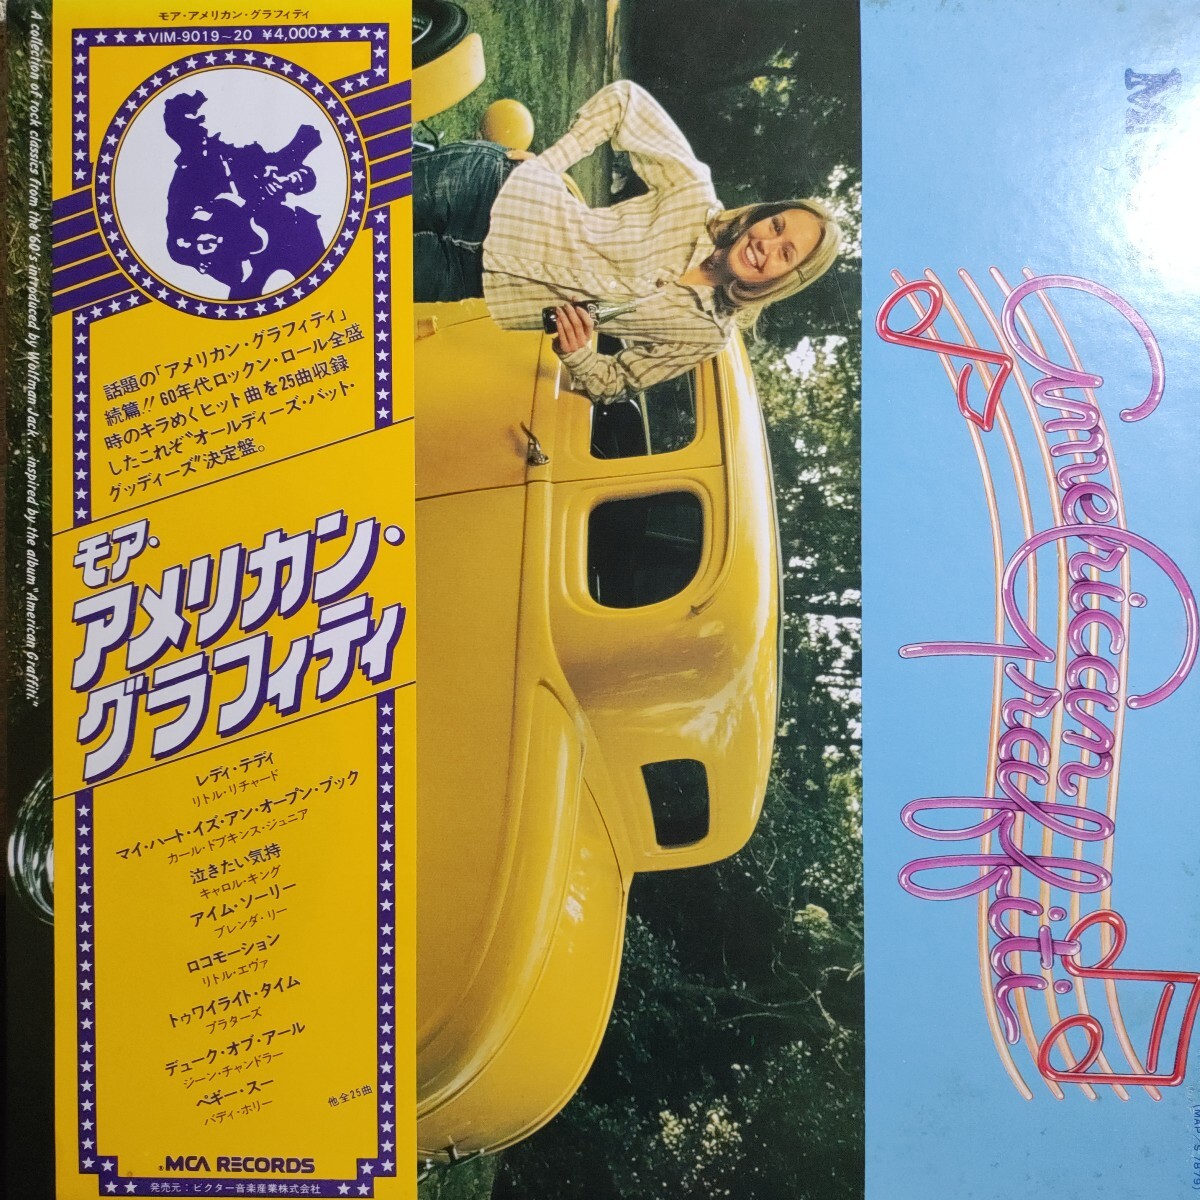 モア・アメリカン・グラフィティ
VIM-9019~20 ¥4,000
話題の「アメリカン・グラフィティ」
続篇!! 60年代ロックン・ロール全盛
時のキラめくヒット曲を25曲収録
したこれぞ"オールディーズ・バット・
グッディーズ"決定盤。
モア、
アメリカン・
グラフィティ
レディ・テディ
リトル・リチャード
マイ・ハート・イズ・アン・オープン・ブック
カール・ドブキンス・ジュニア
泣きたい気持
キャロル・キング
アイム・ソーリー
ブレンダ・リー
ロコモーション
リトル・エヴァ
トゥワイライト・タイム
プラターズ
デューク・オブ・アール
ジーン・チャンドラー
ペギー・スー
バディ・ホリー
他全25曲
MCA RECORDS
発売元：ビクター音楽産業株式会社
A collection of rock classics from the '60s introduced by Wolfman Jack... inspired by the album "American Graffiti."
American
Graffiti